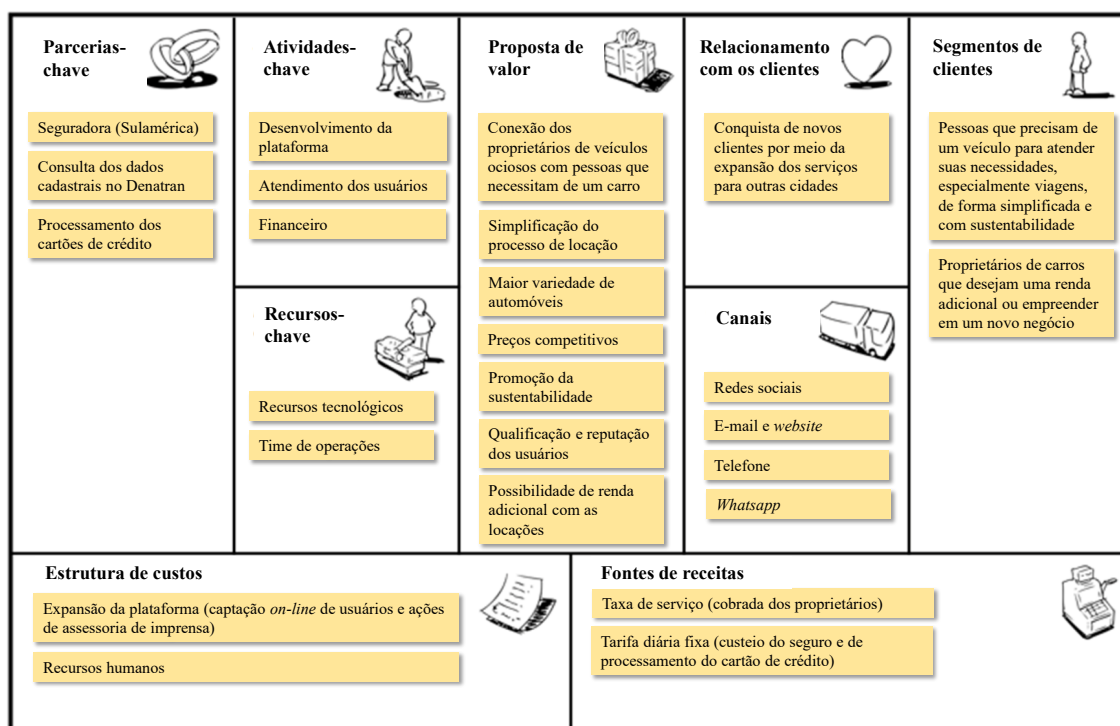 Parcerias-
chave
Seguradora (Sulamérica)
Consulta dos dados
cadastrais no Denatran
Processamento dos
cartões de crédito
Atividades-
chave
Desenvolvimento da
plataforma
Atendimento dos usuários
Financeiro
Recursos-
chave
Recursos tecnológicos
Time de operações
Proposta de
valor
Conexão dos
proprietários de veículos
ociosos com pessoas que
necessitam de um carro
Simplificação do
processo de locação
Maior variedade de
automóveis
Preços competitivos
Promoção da
sustentabilidade
Qualificação e reputação
dos usuários
Possibilidade de renda
adicional com as
locações
Relacionamento
com os clientes
Conquista de novos
clientes por meio da
expansão dos serviços
para outras cidades
Canais
Redes sociais
E-mail e website
Telefone
Whatsapp
Segmentos de
clientes
Pessoas que precisam de
um veículo para atender
suas necessidades,
especialmente viagens,
de forma simplificada e
com sustentabilidade
Proprietários de carros
que desejam uma renda
adicional ou empreender
em um novo negócio
Estrutura de custos
Expansão da plataforma (captação on-line de usuários e ações
de assessoria de imprensa)
Recursos humanos
Fontes de receitas
Taxa de serviço (cobrada dos proprietários)
Tarifa diária fixa (custeio do seguro e de
processamento do cartão de crédito)